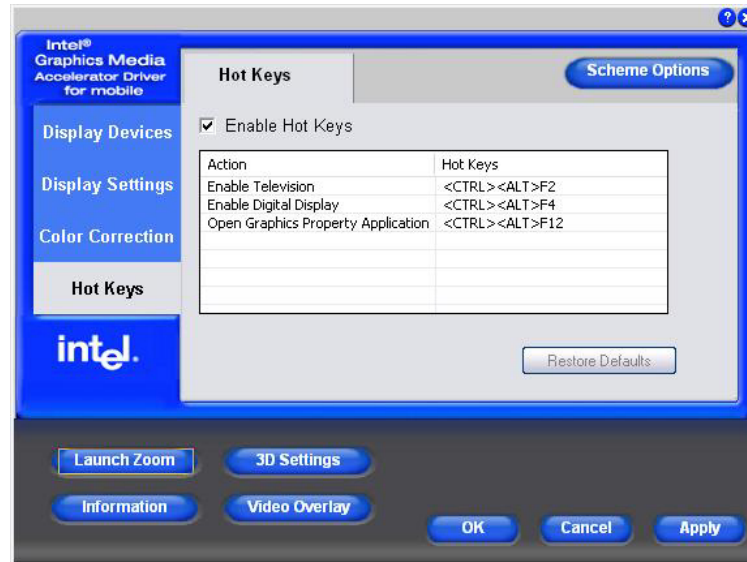 Intel®
Graphics Media
Accelerator Driver
for mobile
Hot Keys
Scheme Options
Display Devices
Display Settings
Color Correction
Hot Keys
Enable Hot Keys
Action Hot Keys
Enable Television <CTRL><ALT>F2
Enable Digital Display <CTRL><ALT>F4
Open Graphics Property Application <CTRL><ALT>F12
intel.
Restore Defaults
Launch Zoom 3D Settings
Information Video Overlay
OK Cancel Apply